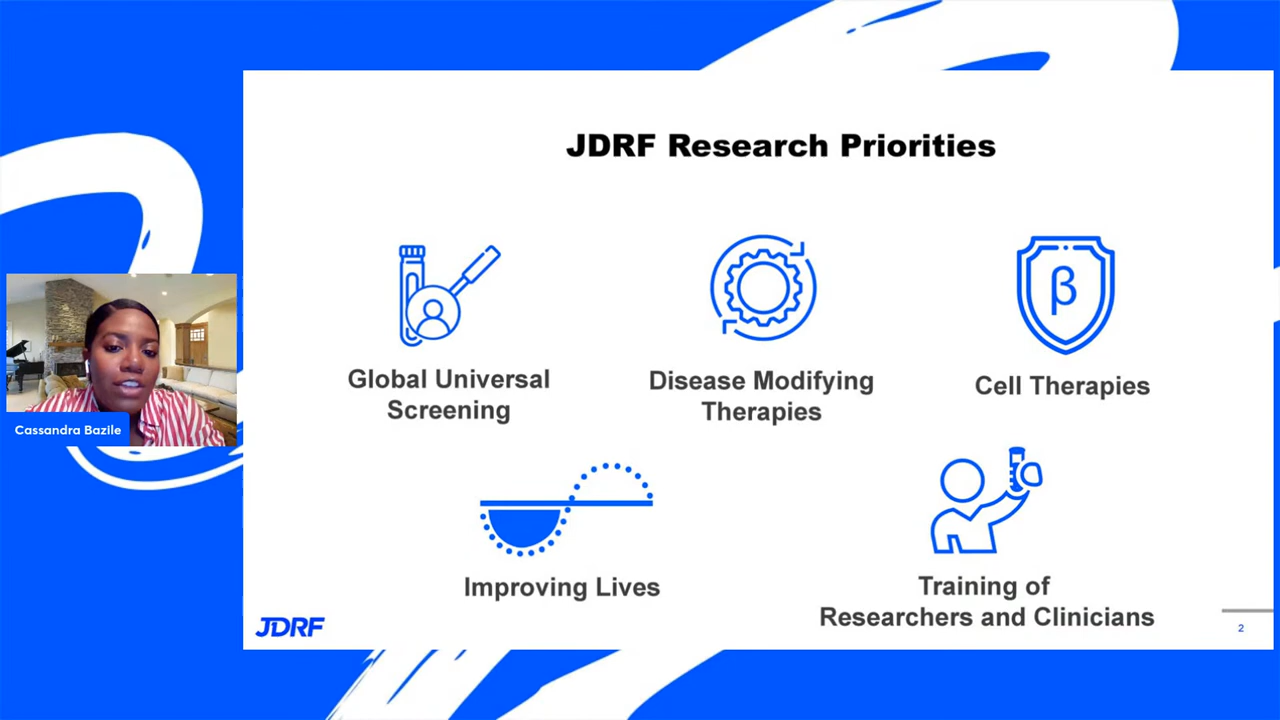 JDRF Research Priorities
β
Global Universal
Screening
Disease Modifying
Therapies
Cell Therapies
Cassandra Bazile
Improving Lives
Training of
Researchers and Clinicians
JDRF
2